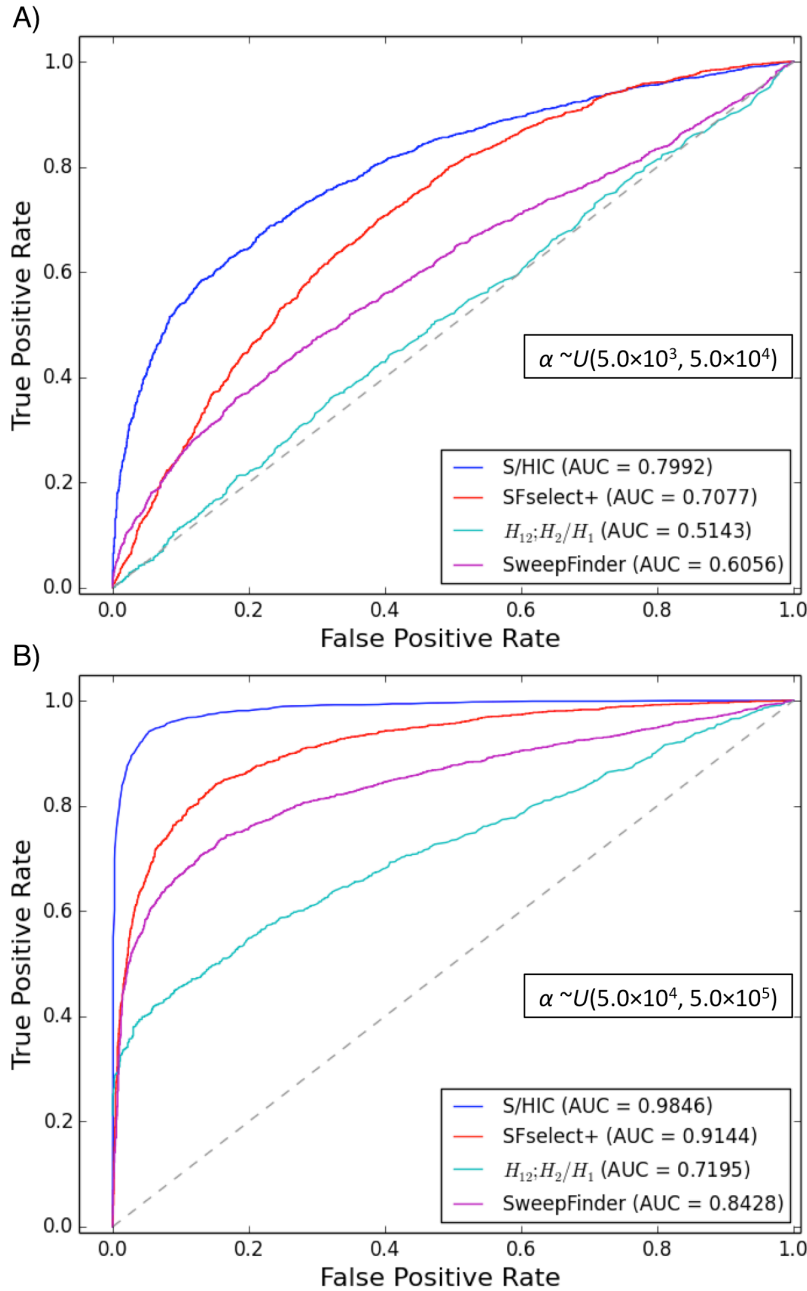 A)
1.0
0.8
0.6
0.4
0.2
0.0
True Positive Rate
α ~U(5.0×10³, 5.0×10⁴)
S/HIC (AUC = 0.7992)
SFselect+ (AUC = 0.7077)
H₁₂;H₂/H₁ (AUC = 0.5143)
SweepFinder (AUC = 0.6056)
0.0 0.2 0.4 0.6 0.8 1.0
False Positive Rate
B)
1.0
0.8
0.6
0.4
0.2
0.0
True Positive Rate
α ~U(5.0×10⁴, 5.0×10⁵)
S/HIC (AUC = 0.9846)
SFselect+ (AUC = 0.9144)
H₁₂;H₂/H₁ (AUC = 0.7195)
SweepFinder (AUC = 0.8428)
0.0 0.2 0.4 0.6 0.8 1.0
False Positive Rate